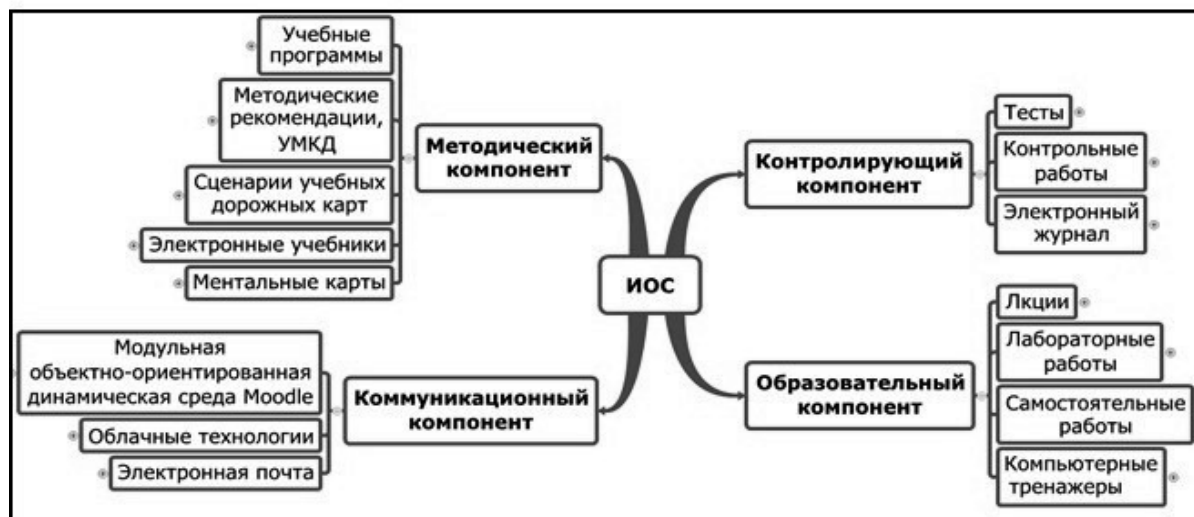 Учебные
программы
Методические
рекомендации,
УМКД
Сценарии учебных
дорожных карт
Электронные учебники
Ментальные карты
Методический
компонент
Модульная
объектно-ориентированная
динамическая среда Moodle
Облачные технологии
Электронная почта
Коммуникационный
компонент
ИОС
Контролирующий
компонент
Тесты
Контрольные
работы
Электронный
журнал
Образовательный
компонент
Лкции
Лабораторные
работы
Самостоятельные
работы
Компьютерные
тренажеры